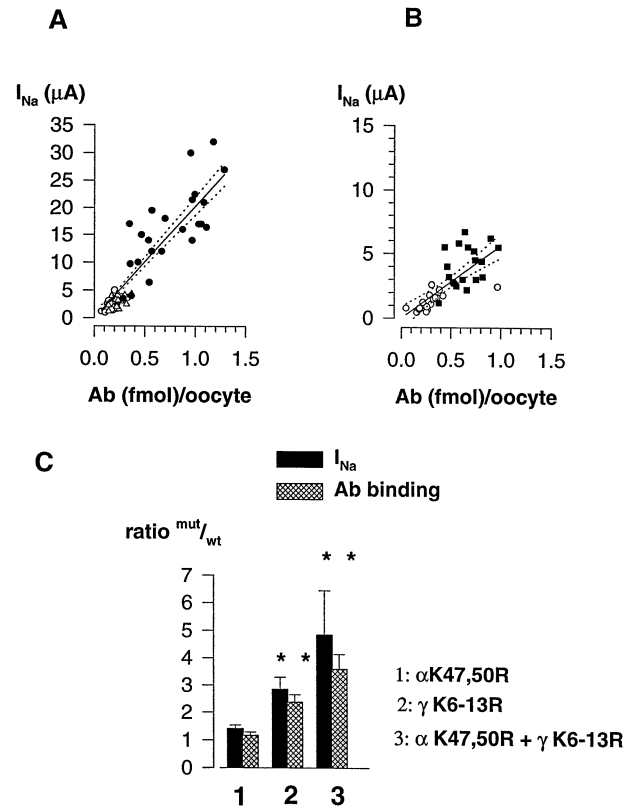 A
B
I_Na (µA)
I_Na (µA)
35
30
25
20
15
10
5
0
15
10
5
0
0.0 0.5 1.0 1.5
0.0 0.5 1.0 1.5
Ab (fmol)/oocyte
Ab (fmol)/oocyte
C
I_Na
Ab binding
ratio mut/wt
* *
7
6
5
4
3
2
1
0
* *
1: αK47,50R
2: γ K6-13R
3: α K47,50R + γ K6-13R
1 2 3